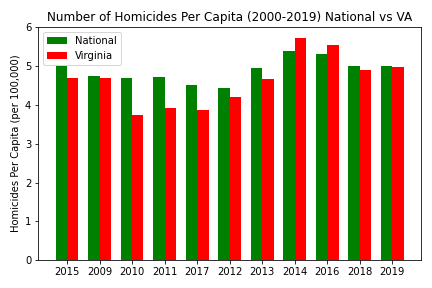 Number of Homicides Per Capita (2000-2019) National vs VA
Homicides Per Capita (per 100,000)
6
5
4
3
2
1
0
National
Virginia
2015 2009 2010 2011 2017 2012 2013 2014 2016 2018 2019